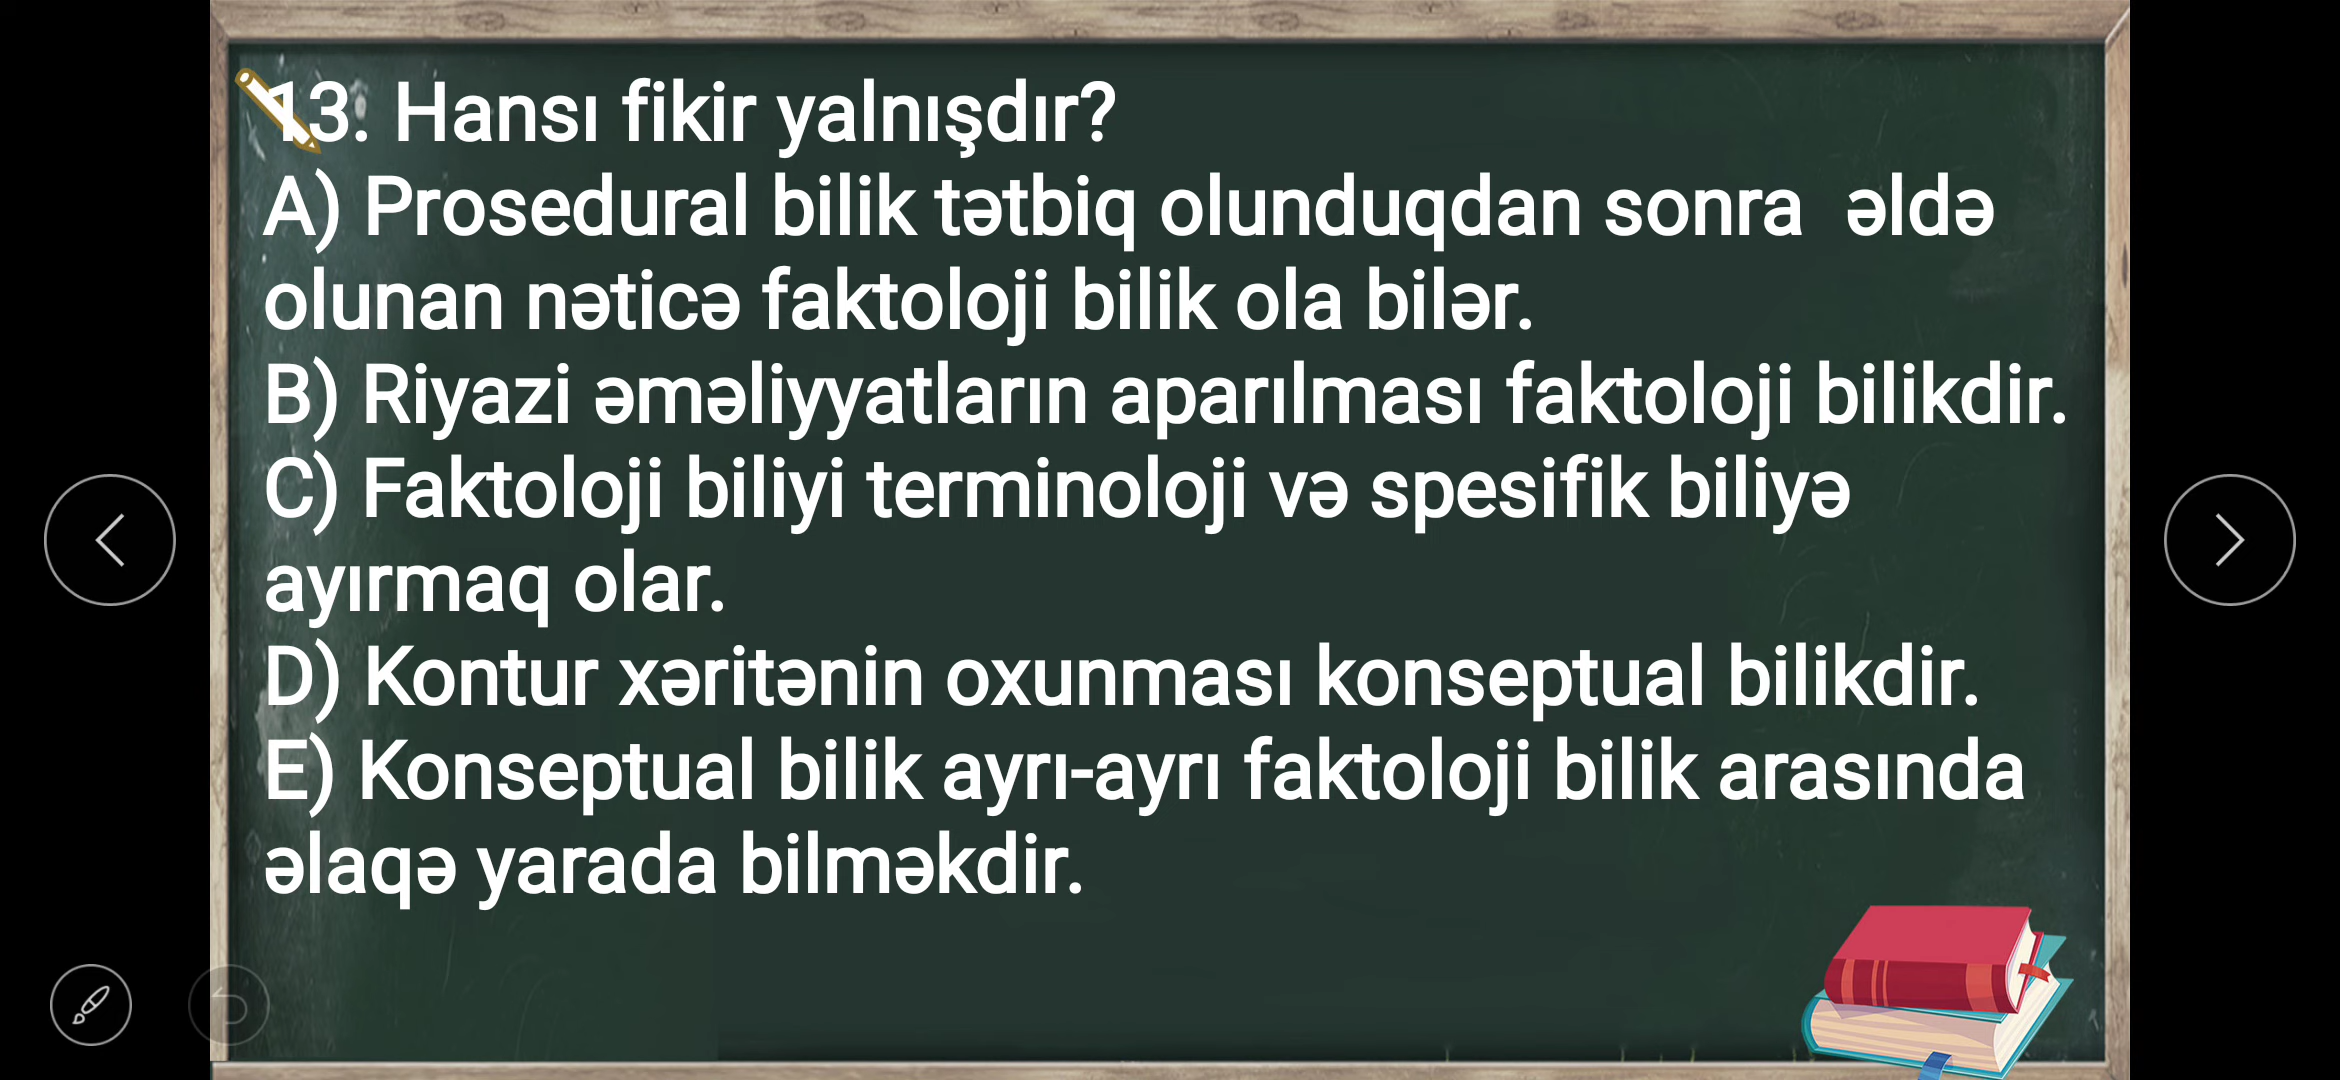 13. Hansı fikir yalnışdır?
A) Prosedural bilik tətbiq olunduqdan sonra  əldə
olunan nəticə faktoloji bilik ola bilər.
B) Riyazi əməliyyatların aparılması faktoloji bilikdir.
C) Faktoloji biliyi terminoloji və spesifik biliyə
ayırmaq olar.
D) Kontur xəritənin oxunması konseptual bilikdir.
E) Konseptual bilik ayrı-ayrı faktoloji bilik arasında
əlaqə yarada bilməkdir.